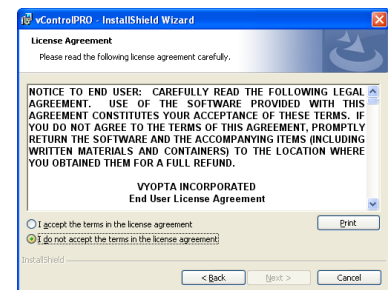 vControlPRO - InstallShield Wizard
License Agreement
Please read the following license agreement carefully.
NOTICE TO END USER: CAREFULLY READ THE FOLLOWING LEGAL
AGREEMENT. USE OF THE SOFTWARE PROVIDED WITH THIS
AGREEMENT CONSTITUTES YOUR ACCEPTANCE OF THESE TERMS. IF
YOU DO NOT AGREE TO THE TERMS OF THIS AGREEMENT, PROMPTLY
RETURN THE SOFTWARE AND THE ACCOMPANYING ITEMS (INCLUDING
WRITTEN MATERIALS AND CONTAINERS) TO THE LOCATION WHERE
YOU OBTAINED THEM FOR A FULL REFUND.
VYOPTA INCORPORATED
End User License Agreement
I accept the terms in the license agreement
Print
I do not accept the terms in the license agreement
InstallShield
< Back
Next >
Cancel